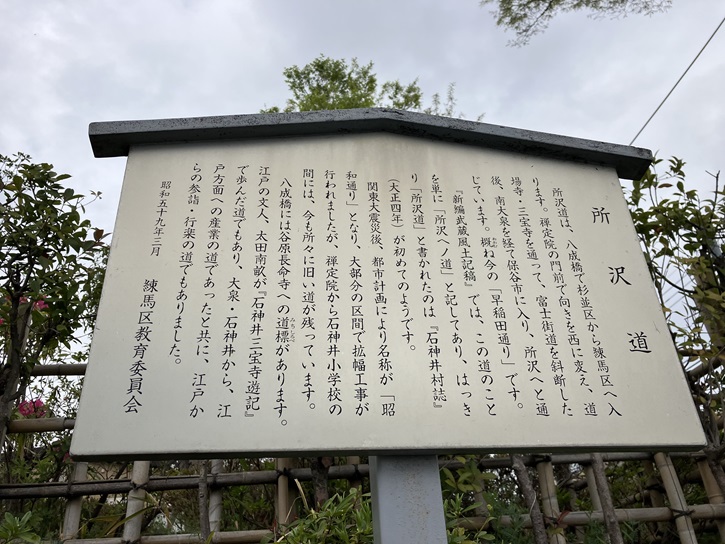 所沢道
所沢道は、八成橋で杉並区から練馬区へ入
ります。禅定院の門前で向きを西に変え、道
場寺・三宝寺を通って、富士街道を斜断した
後、南大泉を経て保谷市に入り、所沢へと通
じています。概ね今の「早稲田通り」です。
『新編武蔵風土記稿』では、この道のこと
を単に「所沢ヘノ道」と記してあり、はっき
り「所沢道」と書かれたのは『石神井村誌』
(大正四年)が初めてのようです。
関東大震災後、都市計画により名称が「昭
和通り」となり、大部分の区間で拡幅工事が
行われましたが、禅定院から石神井小学校の
間には、今も所々に旧い道が残っています。
八成橋には谷原長命寺への道標があります。
江戸の文人、太田南畝が『石神井三宝寺遊記』
で歩んだ道でもあり、大泉・石神井から、江
戸方面への産業の道であったと共に、江戸か
らの参詣、行楽の道でもありました。
昭和五十九年三月
練馬区教育委員会